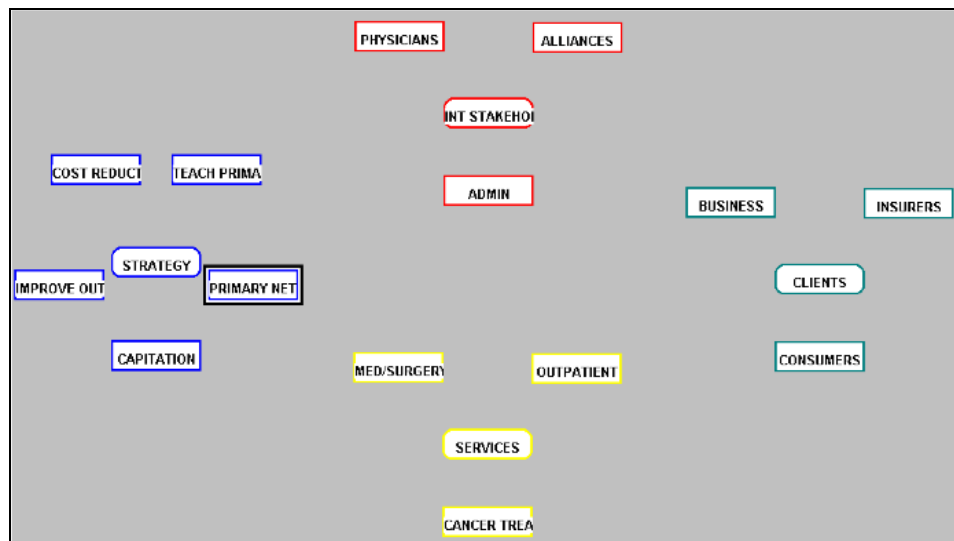 PHYSICIANS
ALLIANCES
INT STAKEHOI
COST REDUCT
TEACH PRIMA
ADMIN
BUSINESS
INSURERS
STRATEGY
IMPROVE OUT
PRIMARY NET
CLIENTS
CAPITATION
MED/SURGERY
OUTPATIENT
CONSUMERS
SERVICES
CANCER TREA